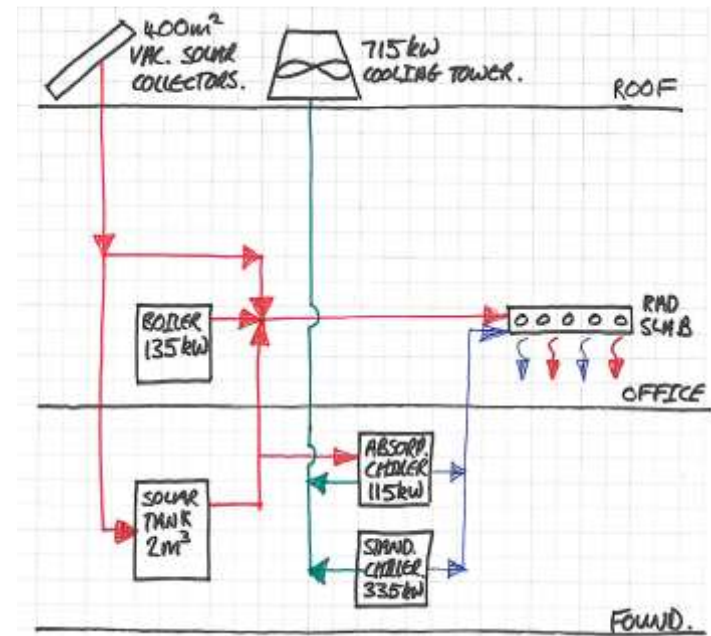 400m²
VAC. SOLAR
COLLECTORS.
715kW
COOLING TOWER.
ROOF
BOILER
135kW
RAD
SLAB
OFFICE
ABSORP.
CHILLER
115kW
SOLAR
TANK
2m³
STAND.
CHILLER.
335kW
FOUND.